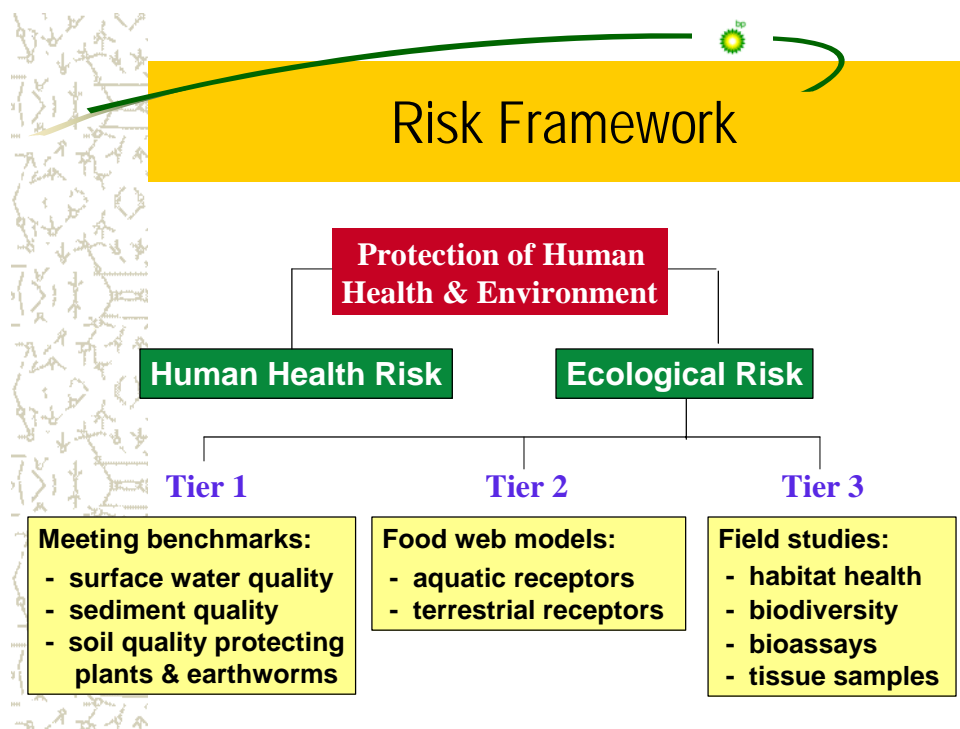 bp
Risk Framework
Protection of Human
Health & Environment
Human Health Risk
Ecological Risk
Tier 1
Tier 2
Tier 3
Meeting benchmarks:
- surface water quality
- sediment quality
- soil quality protecting
plants & earthworms
Food web models:
- aquatic receptors
- terrestrial receptors
Field studies:
- habitat health
- biodiversity
- bioassays
- tissue samples